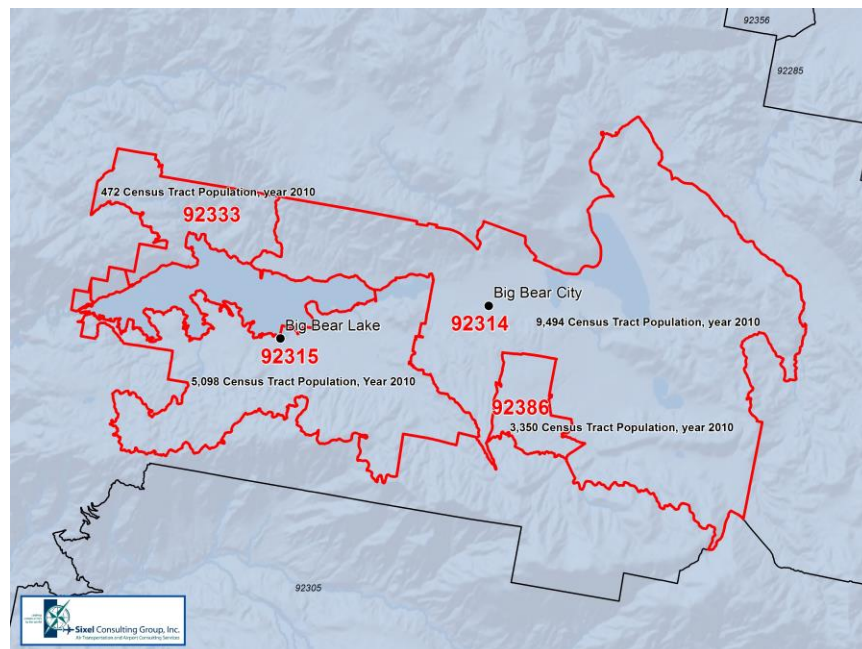 92356
92285
472 Census Tract Population, year 2010
92333
Big Bear City
92314
9,494 Census Tract Population, year 2010
Big Bear Lake
92315
5,098 Census Tract Population, Year 2010
92386
3,350 Census Tract Population, year 2010
92305
Sixel Consulting Group, Inc.
Air Transportation and Airport Consulting Services